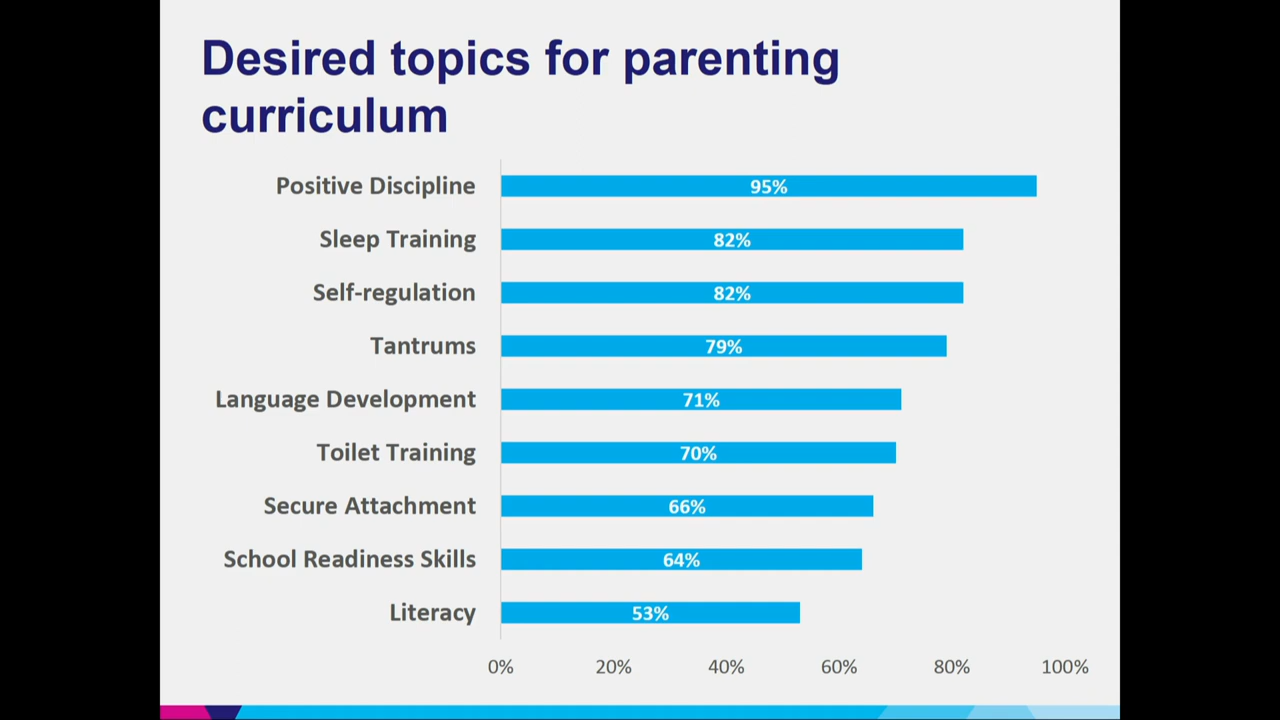 Desired topics for parenting
curriculum
Positive Discipline 95%
Sleep Training 82%
Self-regulation 82%
Tantrums 79%
Language Development 71%
Toilet Training 70%
Secure Attachment 66%
School Readiness Skills 64%
Literacy 53%
0% 20% 40% 60% 80% 100%